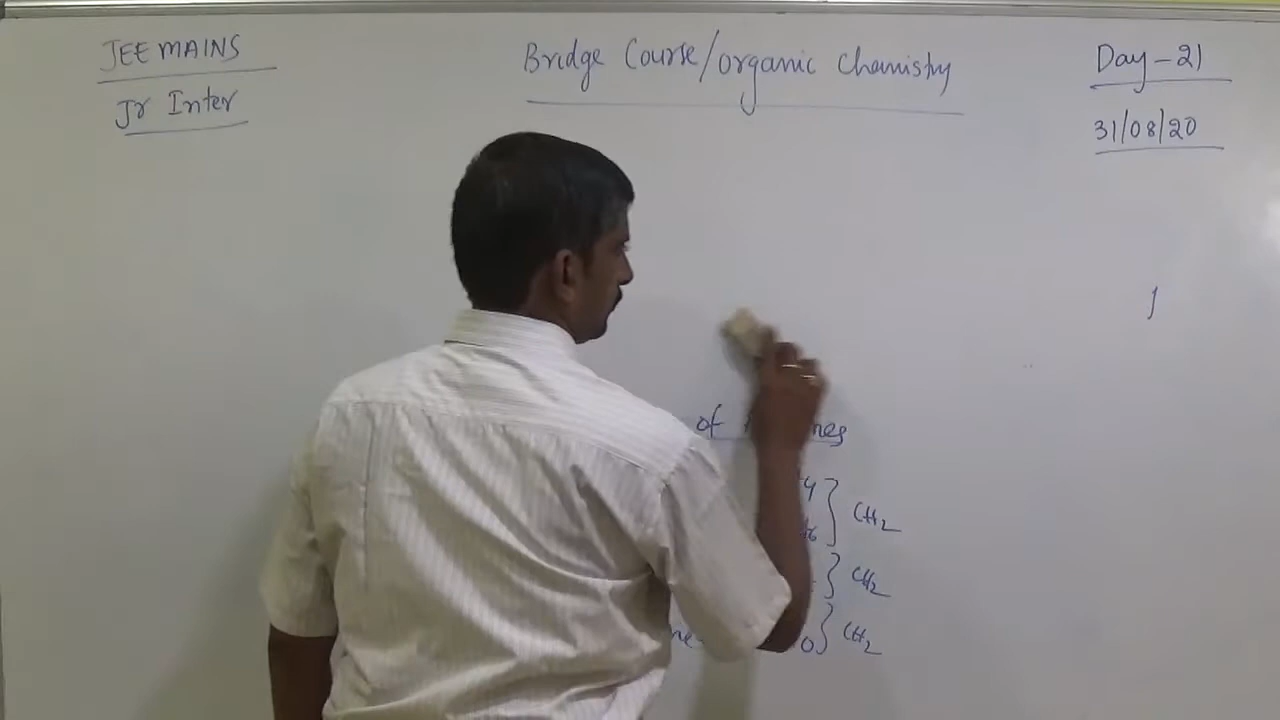 JEE MAINS
Jr Inter
Bridge Course/organic chemistry
Day-21
31/08/20
of
CH2
CH2
CH2